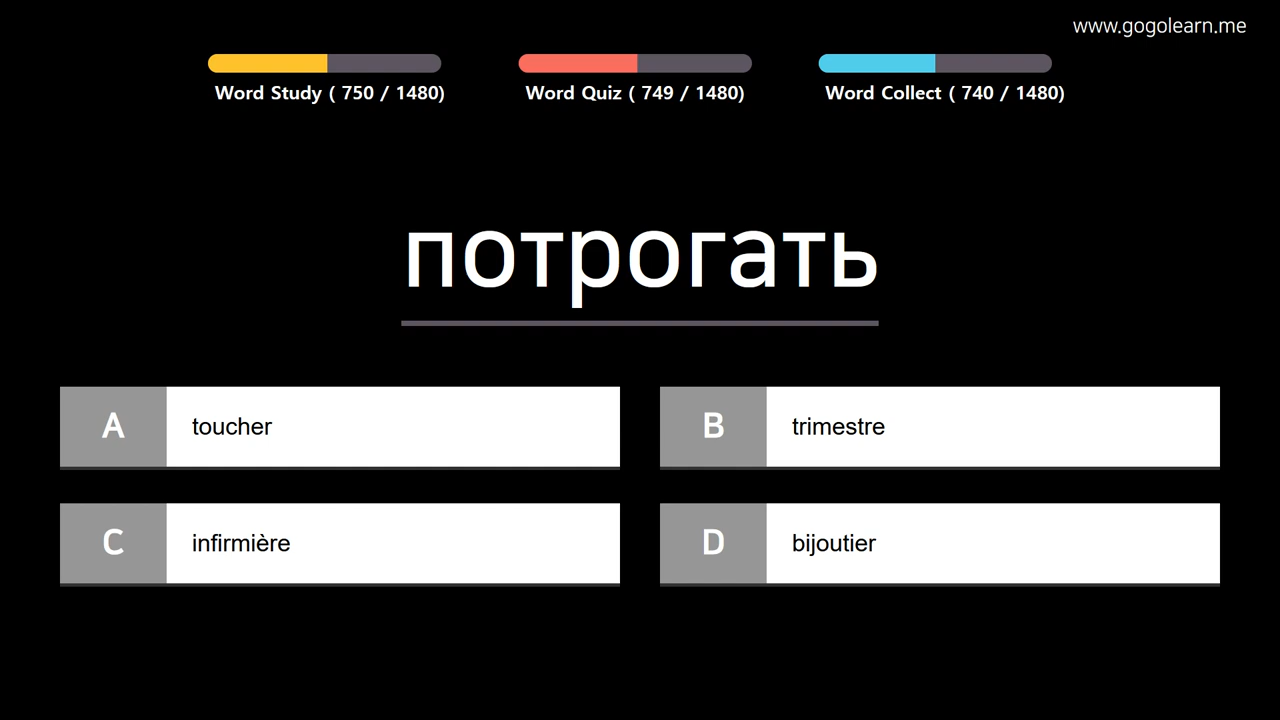 www.gogolearn.me
Word Study ( 750 / 1480)
Word Quiz ( 749 / 1480)
Word Collect ( 740 / 1480)
потрогать
A toucher
B trimestre
C infirmière
D bijoutier